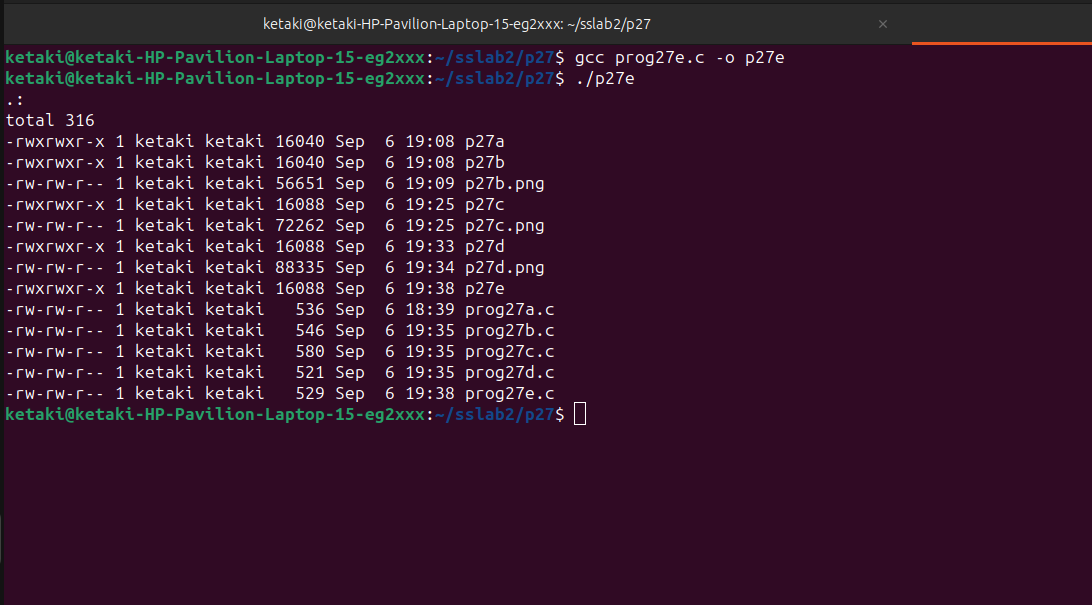 ketaki@ketaki-HP-Pavilion-Laptop-15-eg2xxx: ~/sslab2/p27 ×
ketaki@ketaki-HP-Pavilion-Laptop-15-eg2xxx:~/sslab2/p27$ gcc prog27e.c -o p27e
ketaki@ketaki-HP-Pavilion-Laptop-15-eg2xxx:~/sslab2/p27$ ./p27e
.:
total 316
-rwxrwxr-x 1 ketaki ketaki 16040 Sep  6 19:08 p27a
-rwxrwxr-x 1 ketaki ketaki 16040 Sep  6 19:08 p27b
-rw-rw-r-- 1 ketaki ketaki 56651 Sep  6 19:09 p27b.png
-rwxrwxr-x 1 ketaki ketaki 16088 Sep  6 19:25 p27c
-rw-rw-r-- 1 ketaki ketaki 72262 Sep  6 19:25 p27c.png
-rwxrwxr-x 1 ketaki ketaki 16088 Sep  6 19:33 p27d
-rw-rw-r-- 1 ketaki ketaki 88335 Sep  6 19:34 p27d.png
-rwxrwxr-x 1 ketaki ketaki 16088 Sep  6 19:38 p27e
-rw-rw-r-- 1 ketaki ketaki   536 Sep  6 18:39 prog27a.c
-rw-rw-r-- 1 ketaki ketaki   546 Sep  6 19:35 prog27b.c
-rw-rw-r-- 1 ketaki ketaki   580 Sep  6 19:35 prog27c.c
-rw-rw-r-- 1 ketaki ketaki   521 Sep  6 19:35 prog27d.c
-rw-rw-r-- 1 ketaki ketaki   529 Sep  6 19:38 prog27e.c
ketaki@ketaki-HP-Pavilion-Laptop-15-eg2xxx:~/sslab2/p27$